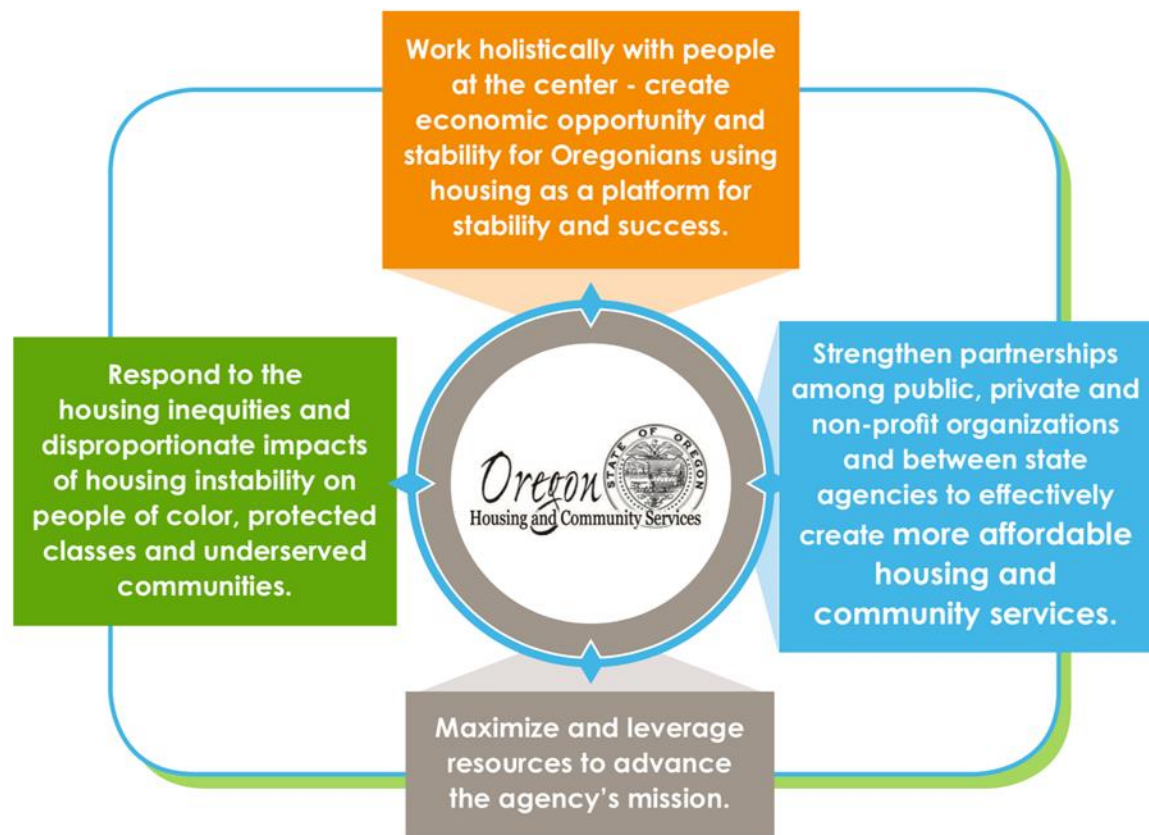 Work holistically with people
at the center - create
economic opportunity and
stability for Oregonians using
housing as a platform for
stability and success.
Respond to the
housing inequities and
disproportionate impacts
of housing instability on
people of color, protected
classes and underserved
communities.
Oregon
Housing and Community Services
STATE OF OREGON
Strengthen partnerships
among public, private and
non-profit organizations
and between state
agencies to effectively
create more affordable
housing and
community services.
Maximize and leverage
resources to advance
the agency’s mission.